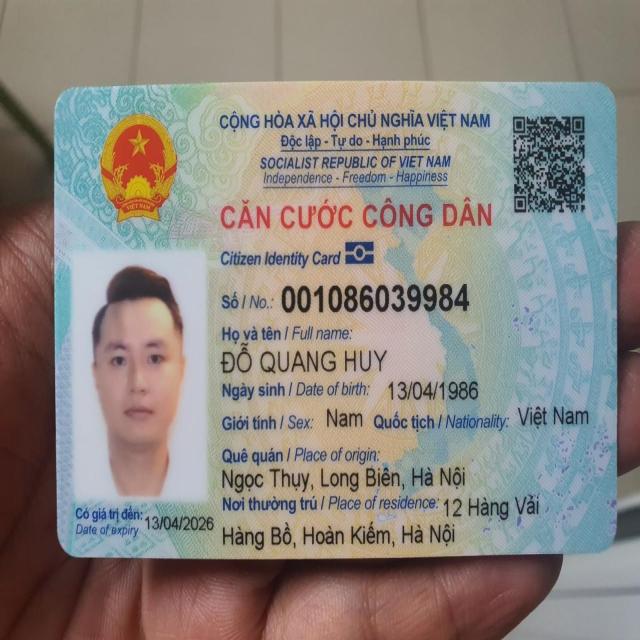 CỘNG HÒA XÃ HỘI CHỦ NGHĨA VIỆT NAM
Độc lập - Tự do - Hạnh phúc
SOCIALIST REPUBLIC OF VIET NAM
Independence - Freedom - Happiness
CĂN CƯỚC CÔNG DÂN
Citizen Identity Card
Số / No.: 001086039984
Họ và tên / Full name:
ĐỖ QUANG HUY
Ngày sinh / Date of birth: 13/04/1986
Giới tính / Sex: Nam Quốc tịch / Nationality: Việt Nam
Quê quán / Place of origin:
Ngọc Thụy, Long Biên, Hà Nội
Nơi thường trú / Place of residence: 12 Hàng Vải
Hàng Bồ, Hoàn Kiếm, Hà Nội
Có giá trị đến: 13/04/2026
Date of expiry
VIỆT NAM